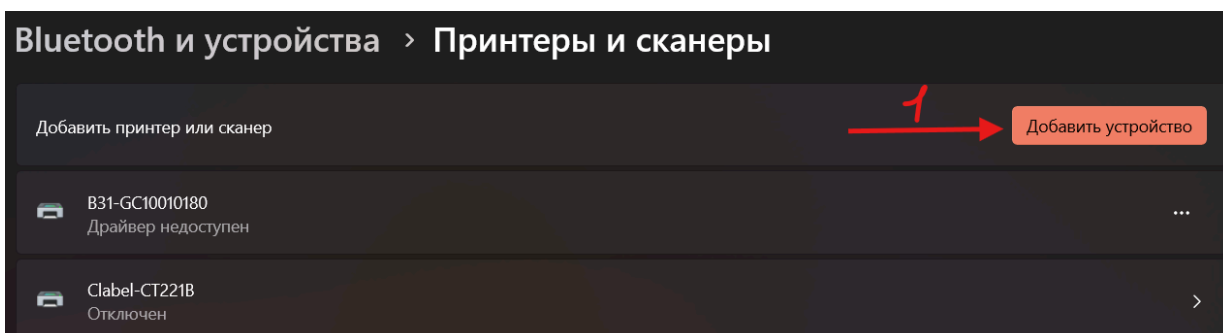 Bluetooth и устройства > Принтеры и сканеры
1
Добавить принтер или сканер
Добавить устройство
B31-GC10010180
Драйвер недоступен
...
Clabel-CT221B
Отключен